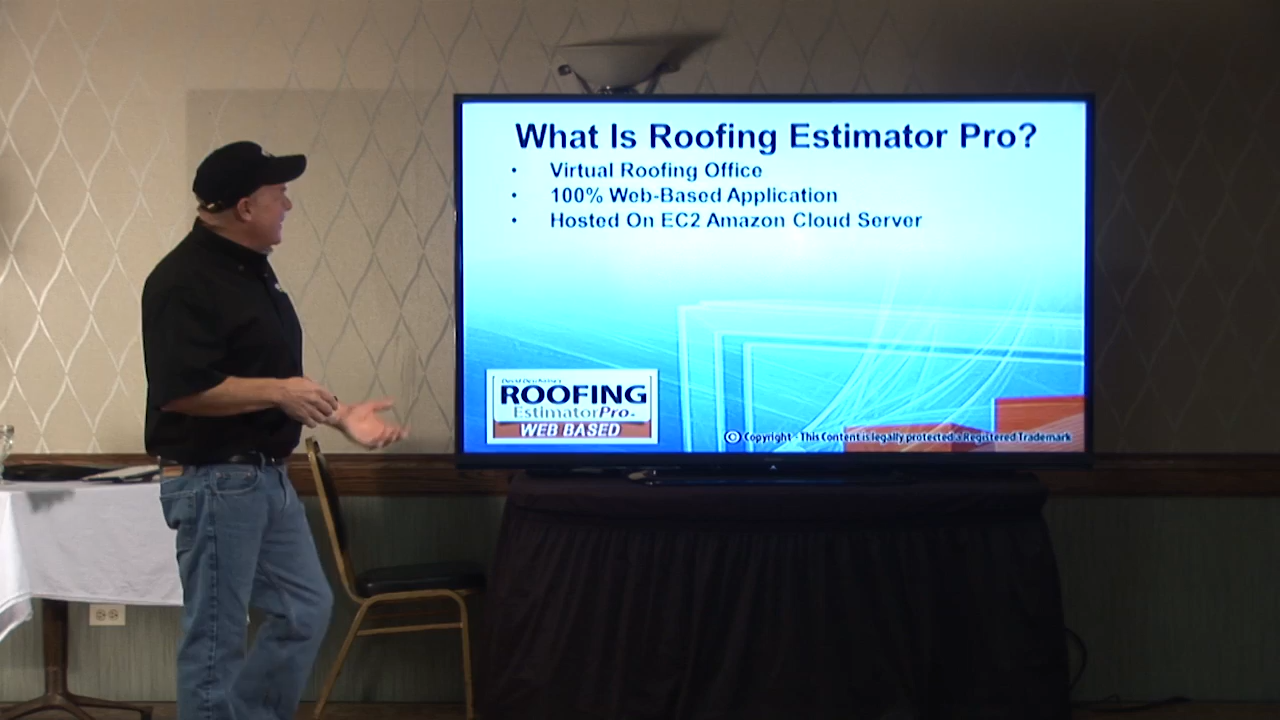 What Is Roofing Estimator Pro?
• Virtual Roofing Office
• 100% Web-Based Application
• Hosted On EC2 Amazon Cloud Server
ROOFING
EstimatorPro
WEB BASED
© Copyright - This Content is legally protected a Registered Trademark